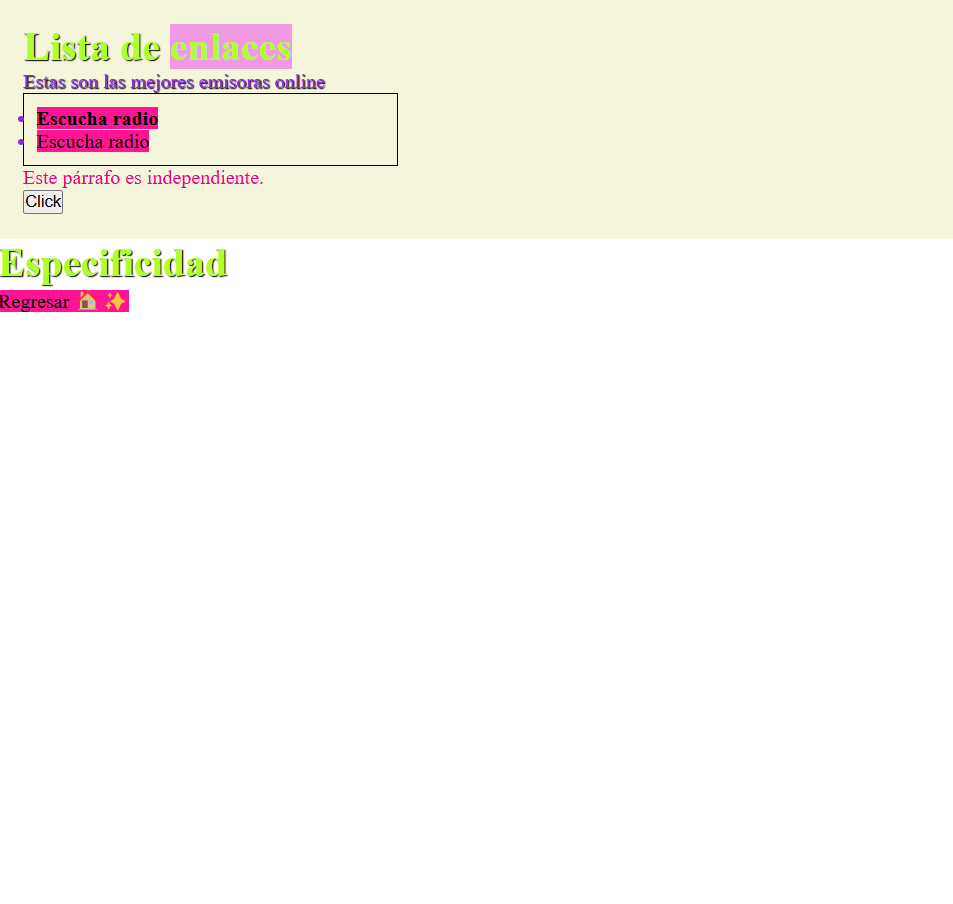 Lista de enlaces
Estas son las mejores emisoras online
Escucha radio
Escucha radio
Este párrafo es independiente.
Click
Especificidad
Regresar 🏠 ✨